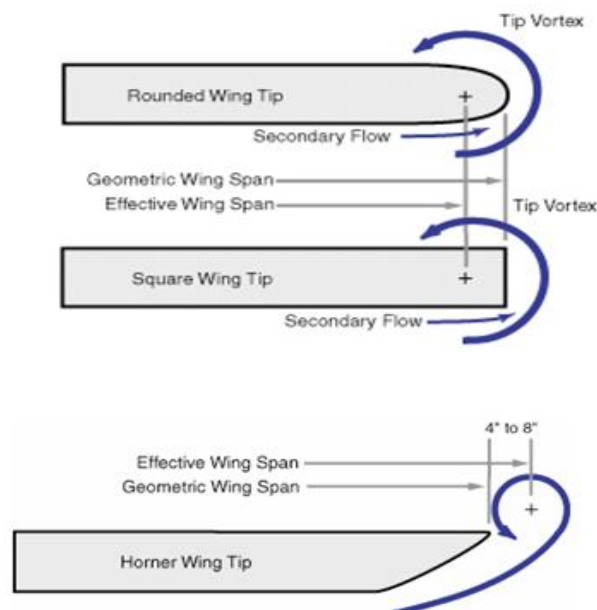 Tip Vortex
Rounded Wing Tip
Secondary Flow
Geometric Wing Span
Effective Wing Span
Tip Vortex
Square Wing Tip
Secondary Flow
4" to 8"
Effective Wing Span
Geometric Wing Span
Horner Wing Tip